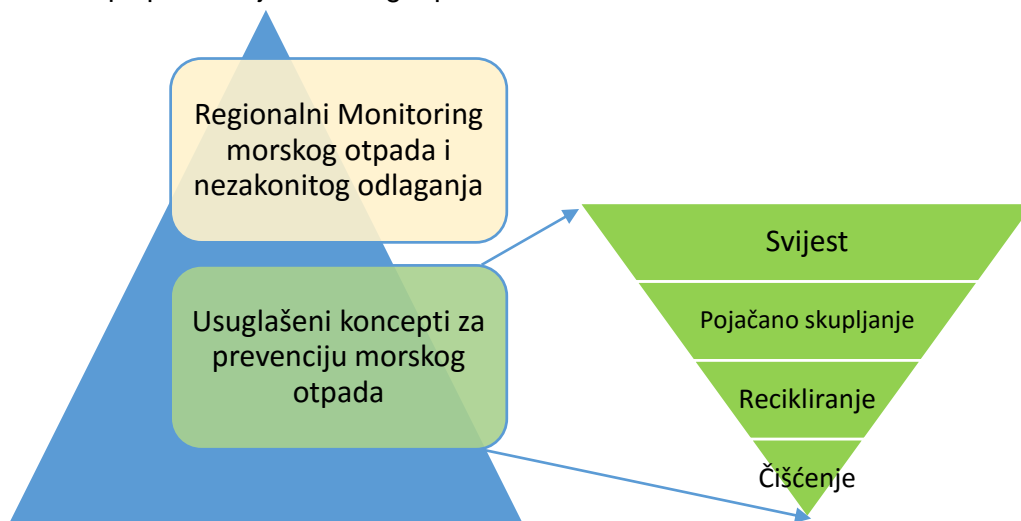 Regionalni Monitoring
morskog otpada i
nezakonitog odlaganja
Usuglašeni koncepti za
prevenciju morskog
otpada
Svijest
Pojačano skupljanje
Recikliranje
Čišćenje